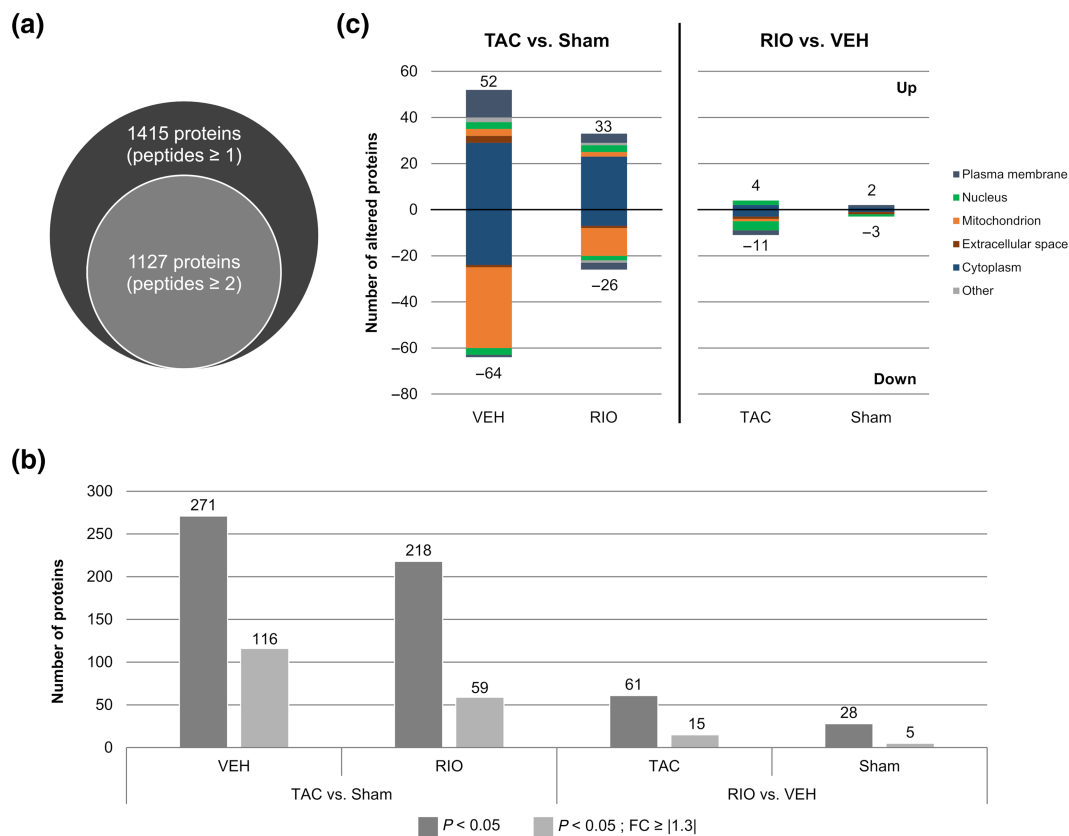 (a)
1415 proteins
(peptides ≥ 1)
1127 proteins
(peptides ≥ 2)
(c)
TAC vs. Sham
RIO vs. VEH
Number of altered proteins
60
40
20
0
−20
−40
−60
−80
52
−64
33
−26
4
−11
2
−3
Up
Down
VEH
RIO
TAC
Sham
Plasma membrane
Nucleus
Mitochondrion
Extracellular space
Cytoplasm
Other
(b)
Number of proteins
300
250
200
150
100
50
0
271
116
218
59
61
15
28
5
VEH
RIO
TAC
Sham
TAC vs. Sham
RIO vs. VEH
P < 0.05
P < 0.05 ; FC ≥ |1.3|